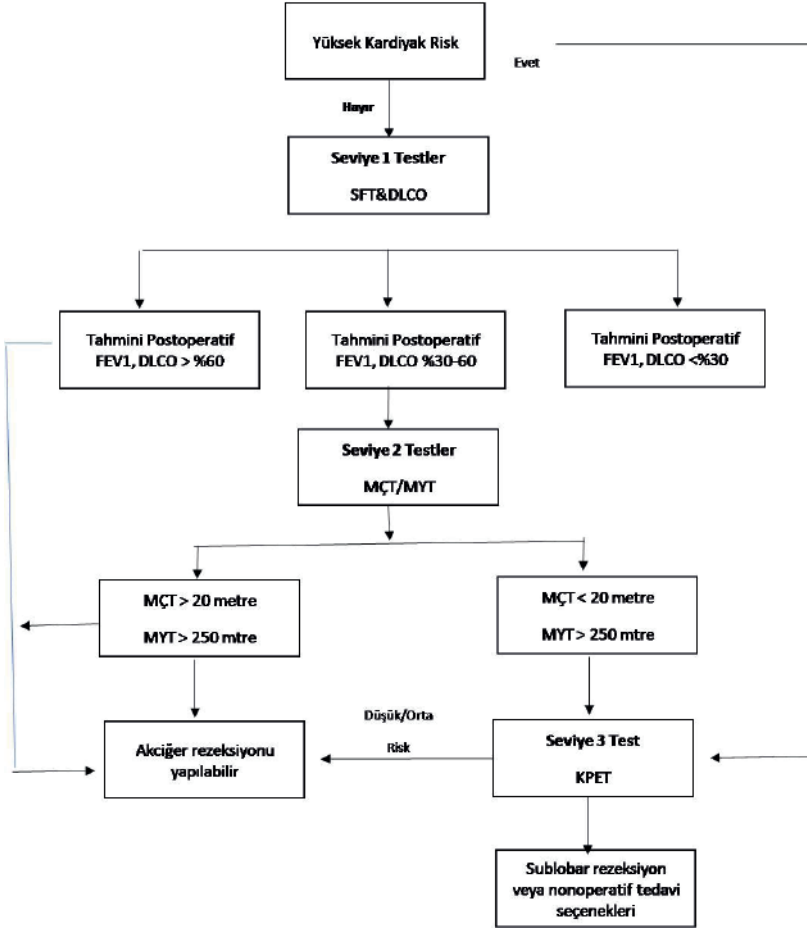 Yüksek Kardiyak Risk
Evet
Hayır
Seviye 1 Testler
SFT&DLCO
Tahmini Postoperatif
FEV1, DLCO > %60
Tahmini Postoperatif
FEV1, DLCO %30-60
Tahmini Postoperatif
FEV1, DLCO <%30
Seviye 2 Testler
MÇT/MYT
MÇT > 20 metre
MYT > 250 mtre
MÇT < 20 metre
MYT > 250 mtre
Düşük/Orta
Risk
Akciğer rezeksiyonu
yapılabilir
Seviye 3 Test
KPET
Sublobar rezeksiyon
veya nonoperatif tedavi
seçenekleri